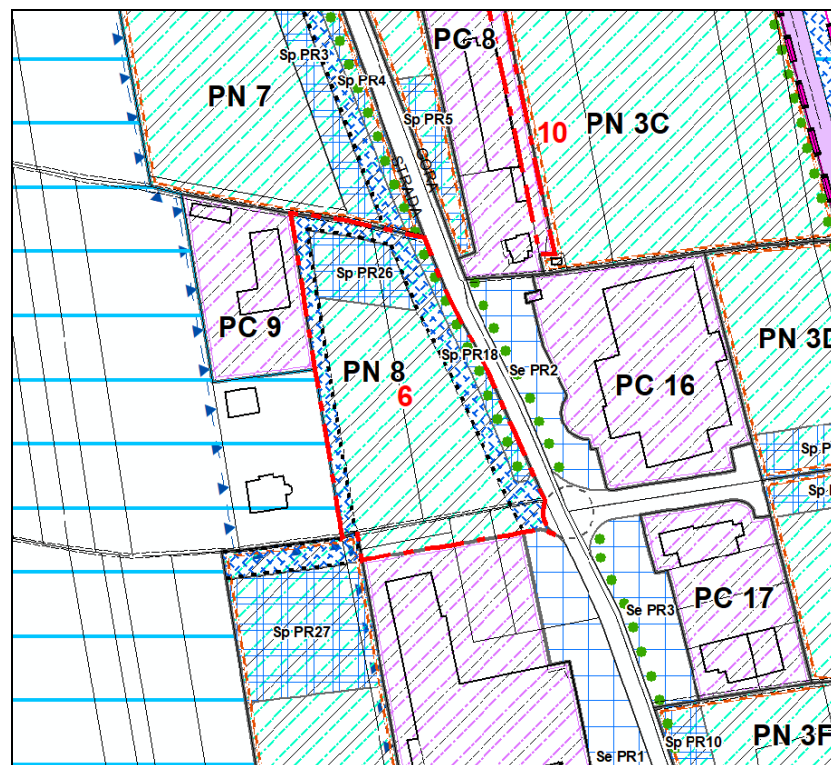 PC 8
Sp PR3
Sp PR4
PN 7
Sp PR5
10
PN 3C
STRADA
GORA
Sp PR26
PC 9
PN 3D
Sp PR18
Se PR2
PN 8
6
PC 16
Sp P
Sp
PC 17
Se PR3
Sp PR27
PN 3F
Sp PR10
Se PR1